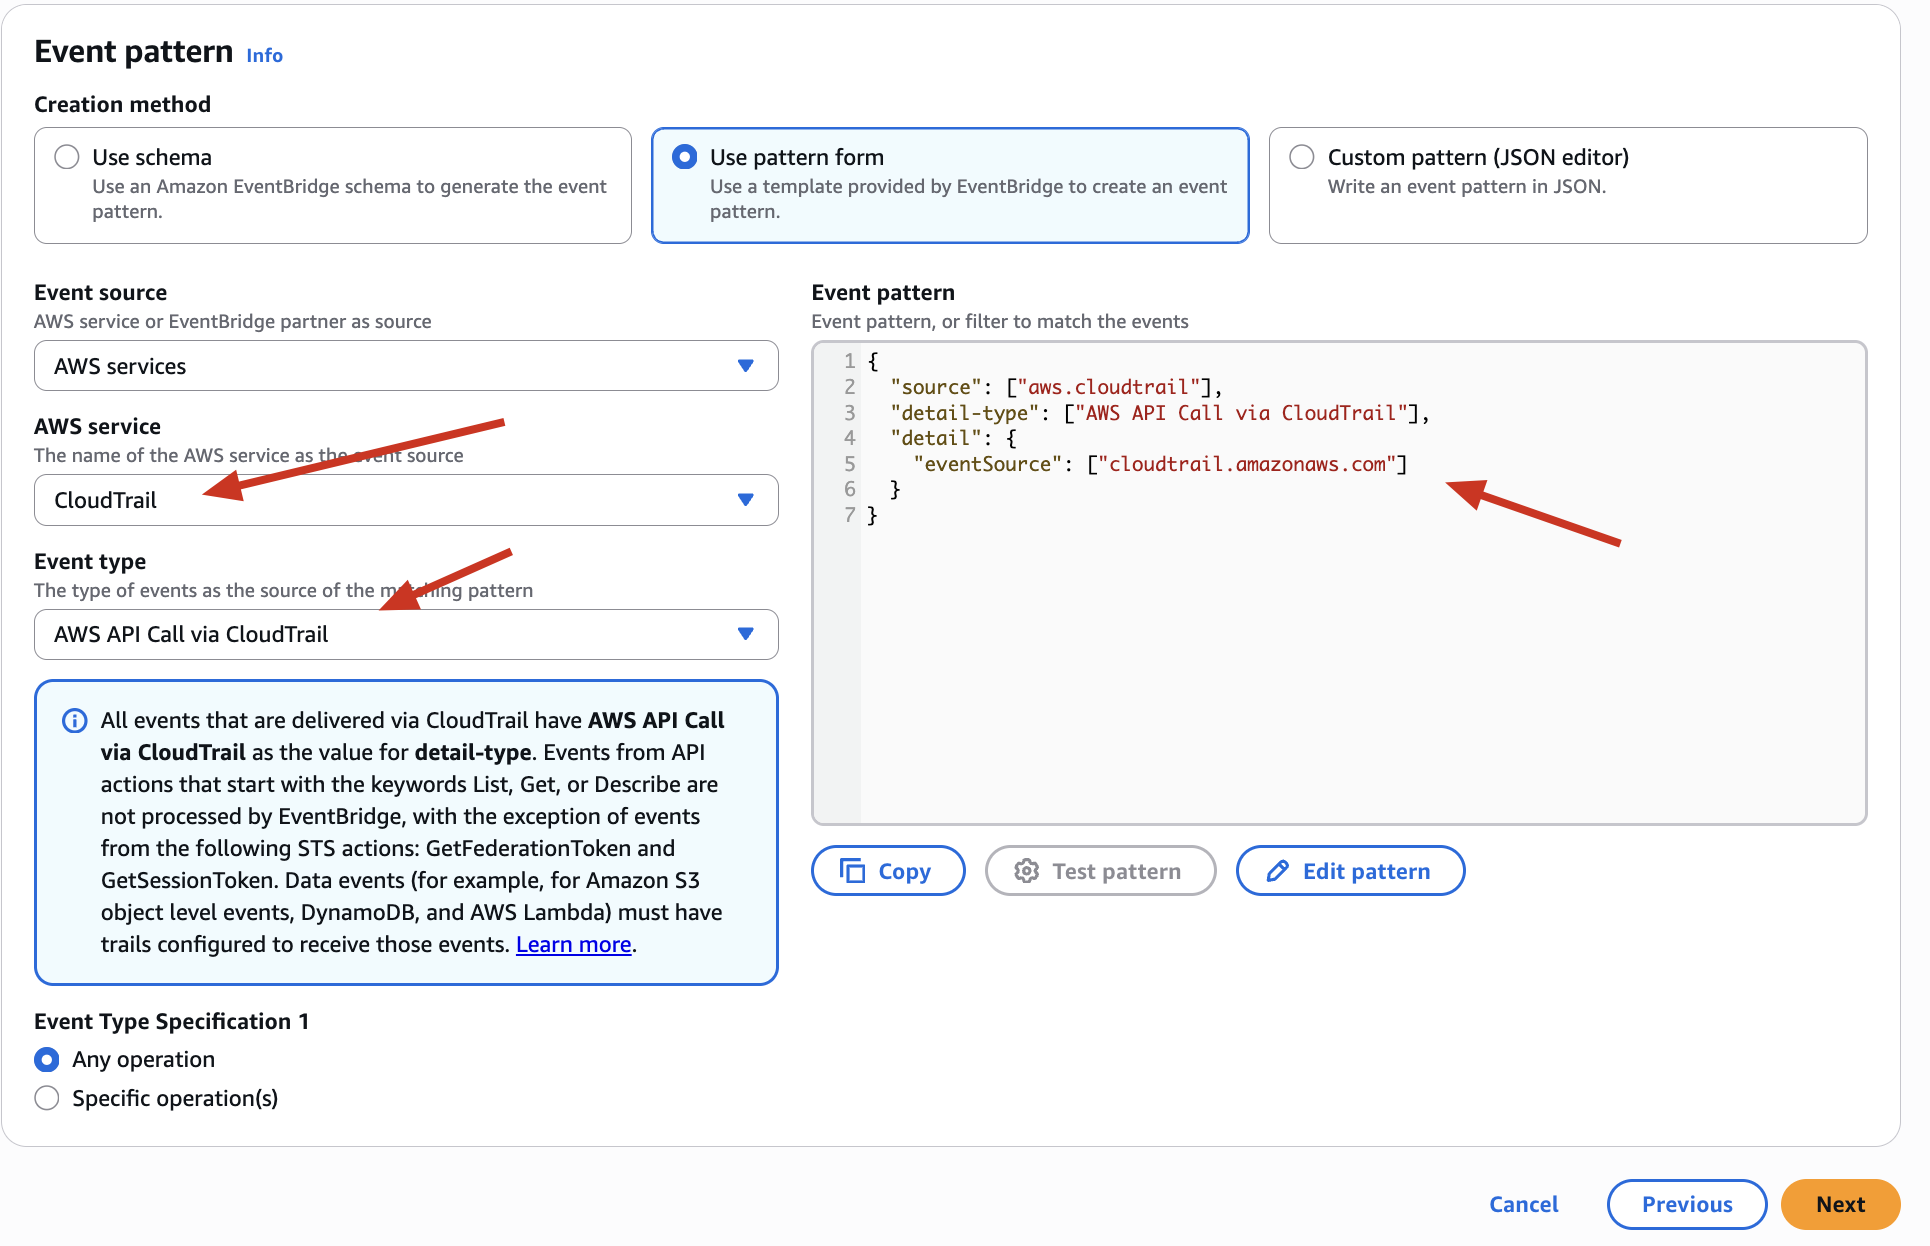 Event pattern Info
Creation method
Use schema
Use an Amazon EventBridge schema to generate the event
pattern.
Use pattern form
Use a template provided by EventBridge to create an event
pattern.
Custom pattern (JSON editor)
Write an event pattern in JSON.
Event source
AWS service or EventBridge partner as source
AWS services
AWS service
The name of the AWS service as the event source
CloudTrail
Event type
The type of events as the source of the matching pattern
AWS API Call via CloudTrail
All events that are delivered via CloudTrail have AWS API Call
via CloudTrail as the value for detail-type. Events from API
actions that start with the keywords List, Get, or Describe are
not processed by EventBridge, with the exception of events
from the following STS actions: GetFederationToken and
GetSessionToken. Data events (for example, for Amazon S3
object level events, DynamoDB, and AWS Lambda) must have
trails configured to receive those events. Learn more.
Event Type Specification 1
Any operation
Specific operation(s)
Event pattern
Event pattern, or filter to match the events
1 {
2   "source": ["aws.cloudtrail"],
3   "detail-type": ["AWS API Call via CloudTrail"],
4   "detail": {
5     "eventSource": ["cloudtrail.amazonaws.com"]
6   }
7 }
Copy
Test pattern
Edit pattern
Cancel
Previous
Next